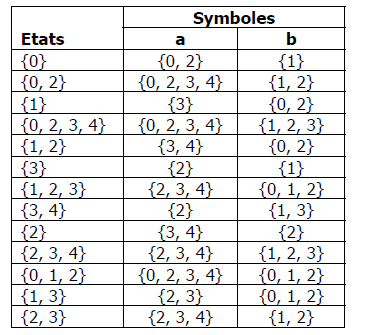 Symboles
Etats a b
{0} {0, 2} {1}
{0, 2} {0, 2, 3, 4} {1, 2}
{1} {3} {0, 2}
{0, 2, 3, 4} {0, 2, 3, 4} {1, 2, 3}
{1, 2} {3, 4} {0, 2}
{3} {2} {1}
{1, 2, 3} {2, 3, 4} {0, 1, 2}
{3, 4} {2} {1, 3}
{2} {3, 4} {2}
{2, 3, 4} {2, 3, 4} {1, 2, 3}
{0, 1, 2} {0, 2, 3, 4} {0, 1, 2}
{1, 3} {2, 3} {0, 1, 2}
{2, 3} {2, 3, 4} {1, 2}